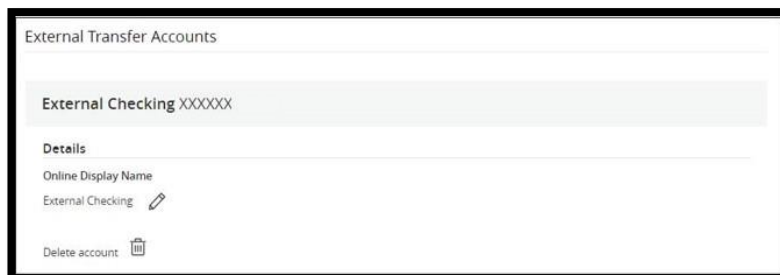 External Transfer Accounts
External Checking XXXXXX
Details
Online Display Name
External Checking
Delete account